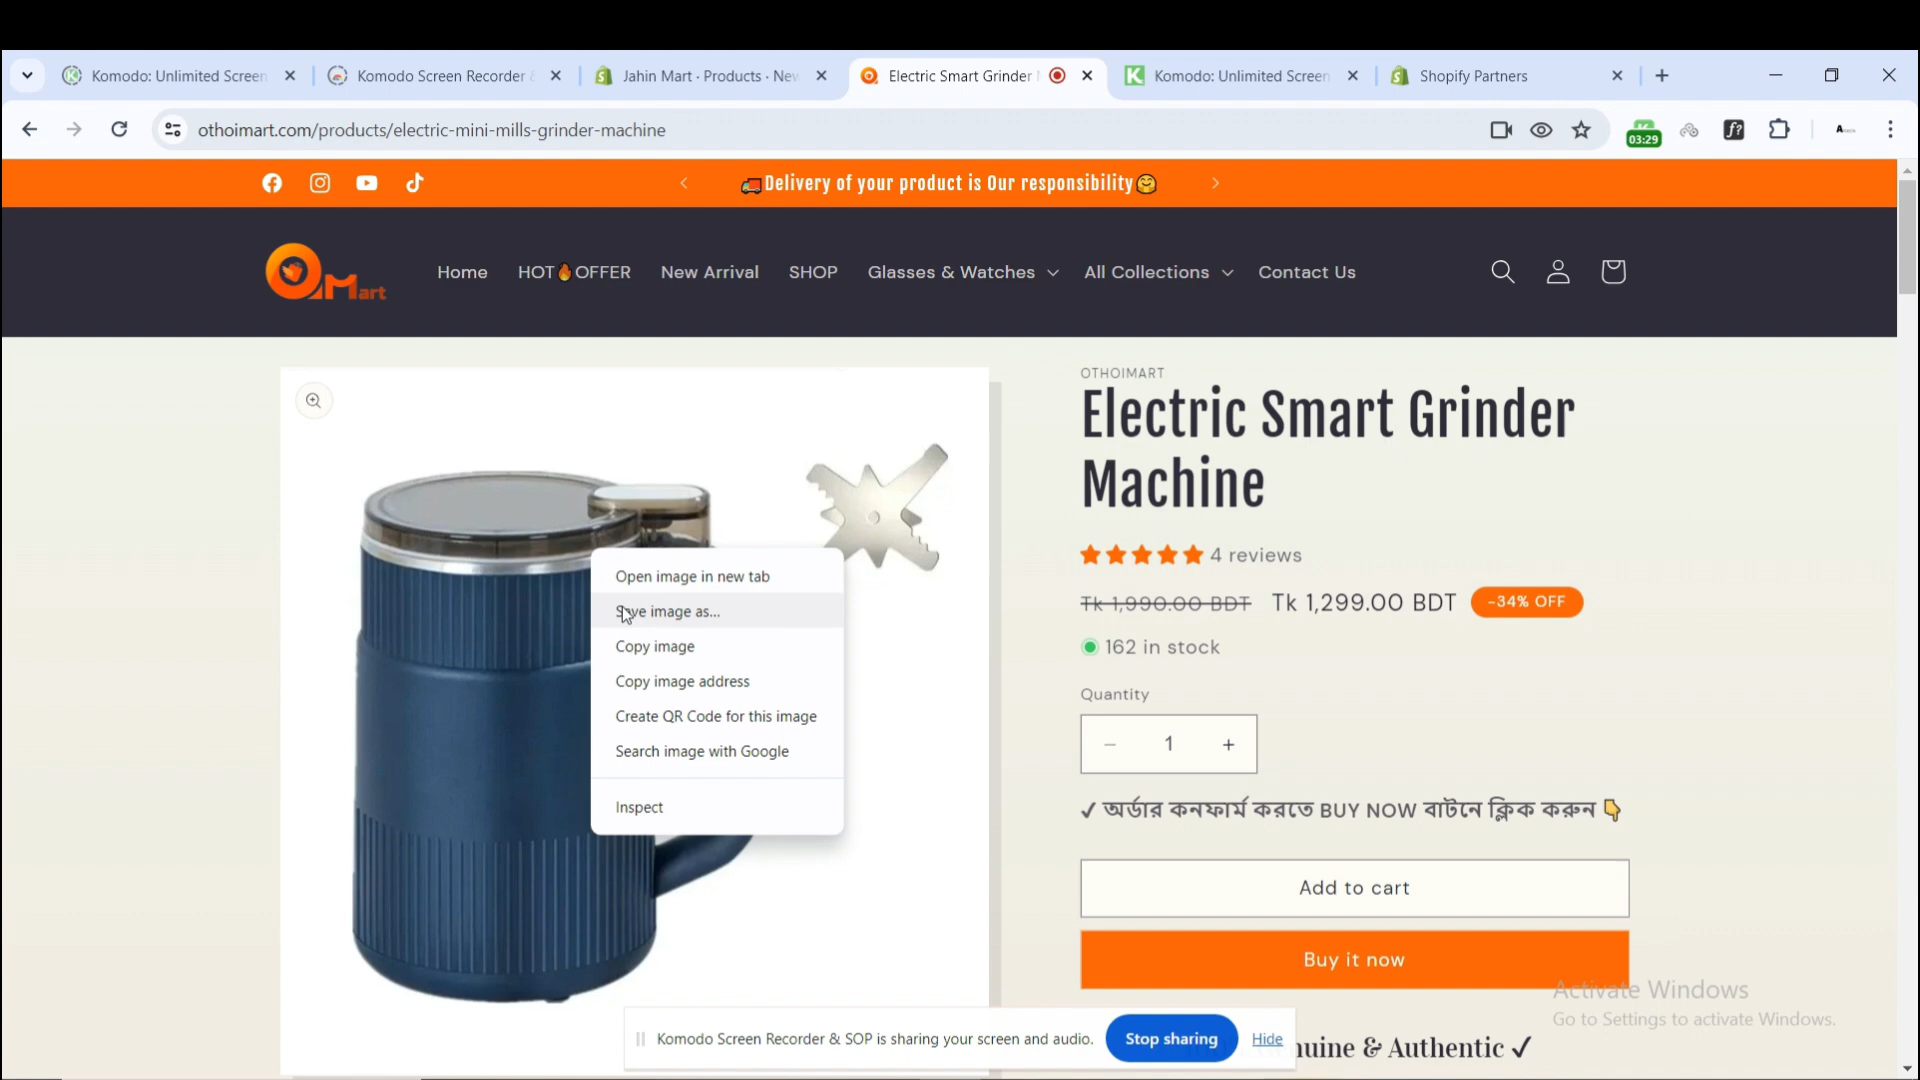 Komodo: Unlimited Screen
Komodo Screen Recorder &
Jahin Mart · Products · New
Electric Smart Grinder
Komodo: Unlimited Screen
Shopify Partners
othoimart.com/products/electric-mini-mills-grinder-machine
03:29
🚚Delivery of your product is Our responsibility🤗
OMart
Home
HOT🔥OFFER
New Arrival
SHOP
Glasses & Watches
All Collections
Contact Us
OTHOIMART
Electric Smart Grinder
Machine
4 reviews
Tk 1,990.00 BDT Tk 1,299.00 BDT -34% OFF
162 in stock
Quantity
− 1 +
✓ অর্ডার কনফার্ম করতে BUY NOW বাটনে ক্লিক করুন 👇
Add to cart
Buy it now
Open image in new tab
Save image as...
Copy image
Copy image address
Create QR Code for this image
Search image with Google
Inspect
Activate Windows
Go to Settings to activate Windows.
Komodo Screen Recorder & SOP is sharing your screen and audio.
Stop sharing
Hide
& Authentic ✓